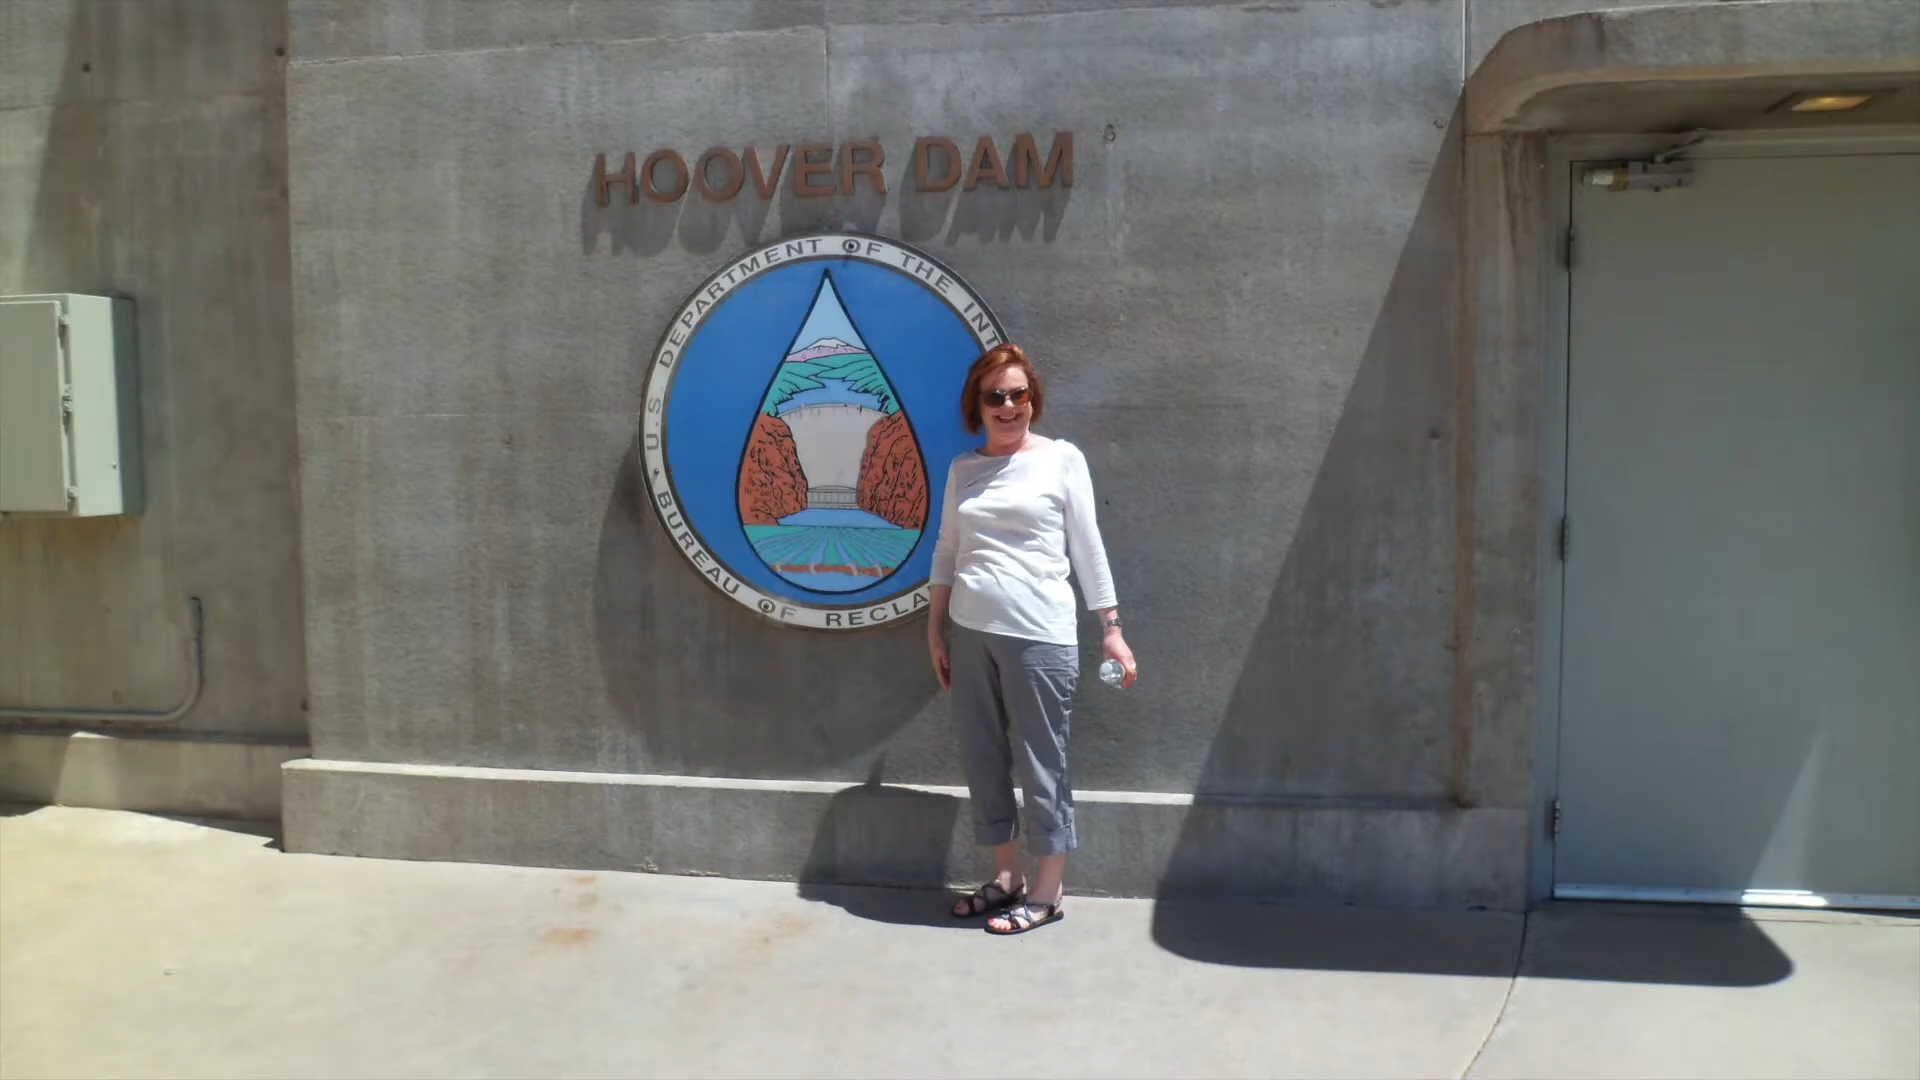 HOOVER DAM
U.S. DEPARTMENT OF THE INT
BUREAU OF RECLA